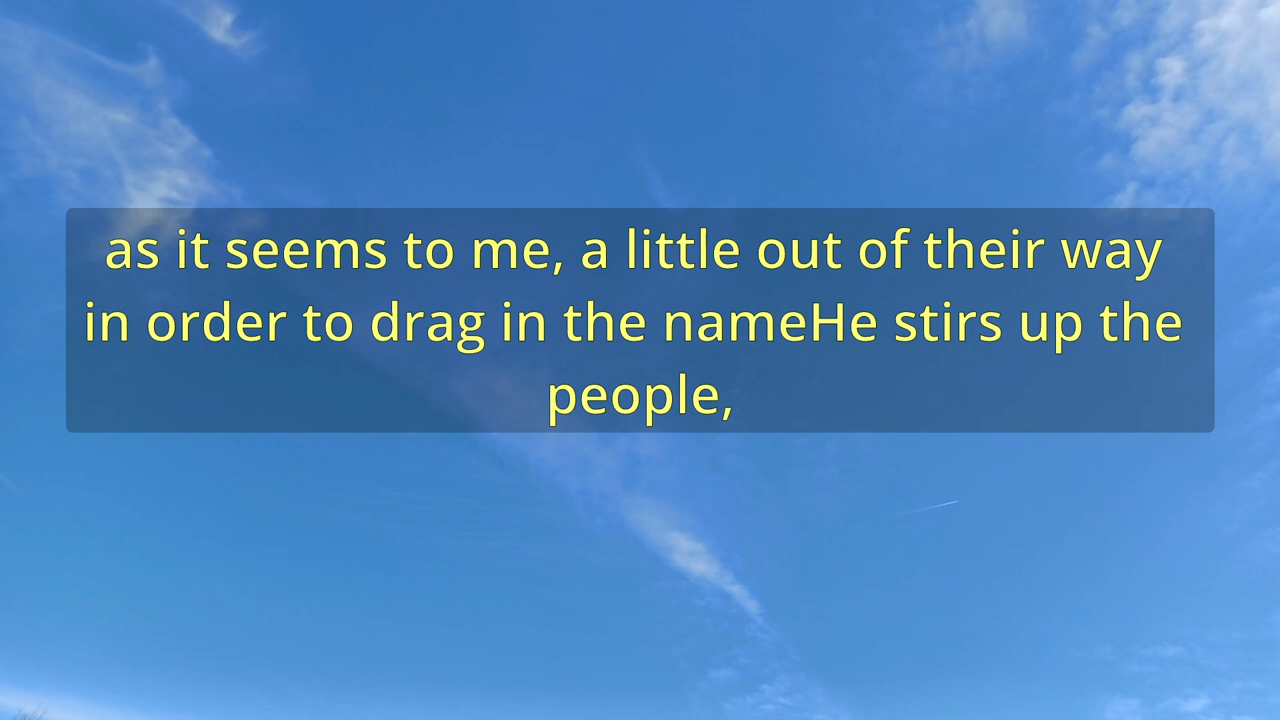 as it seems to me, a little out of their way
in order to drag in the nameHe stirs up the
people,